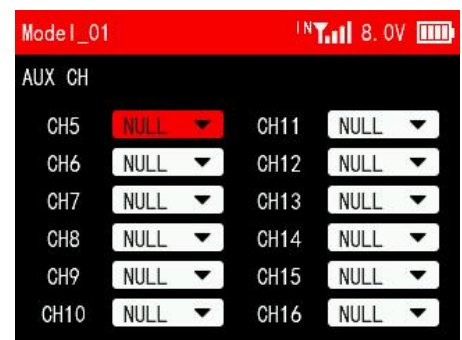 Model_01 IN 8.0V
AUX CH
CH5 NULL CH11 NULL
CH6 NULL CH12 NULL
CH7 NULL CH13 NULL
CH8 NULL CH14 NULL
CH9 NULL CH15 NULL
CH10 NULL CH16 NULL